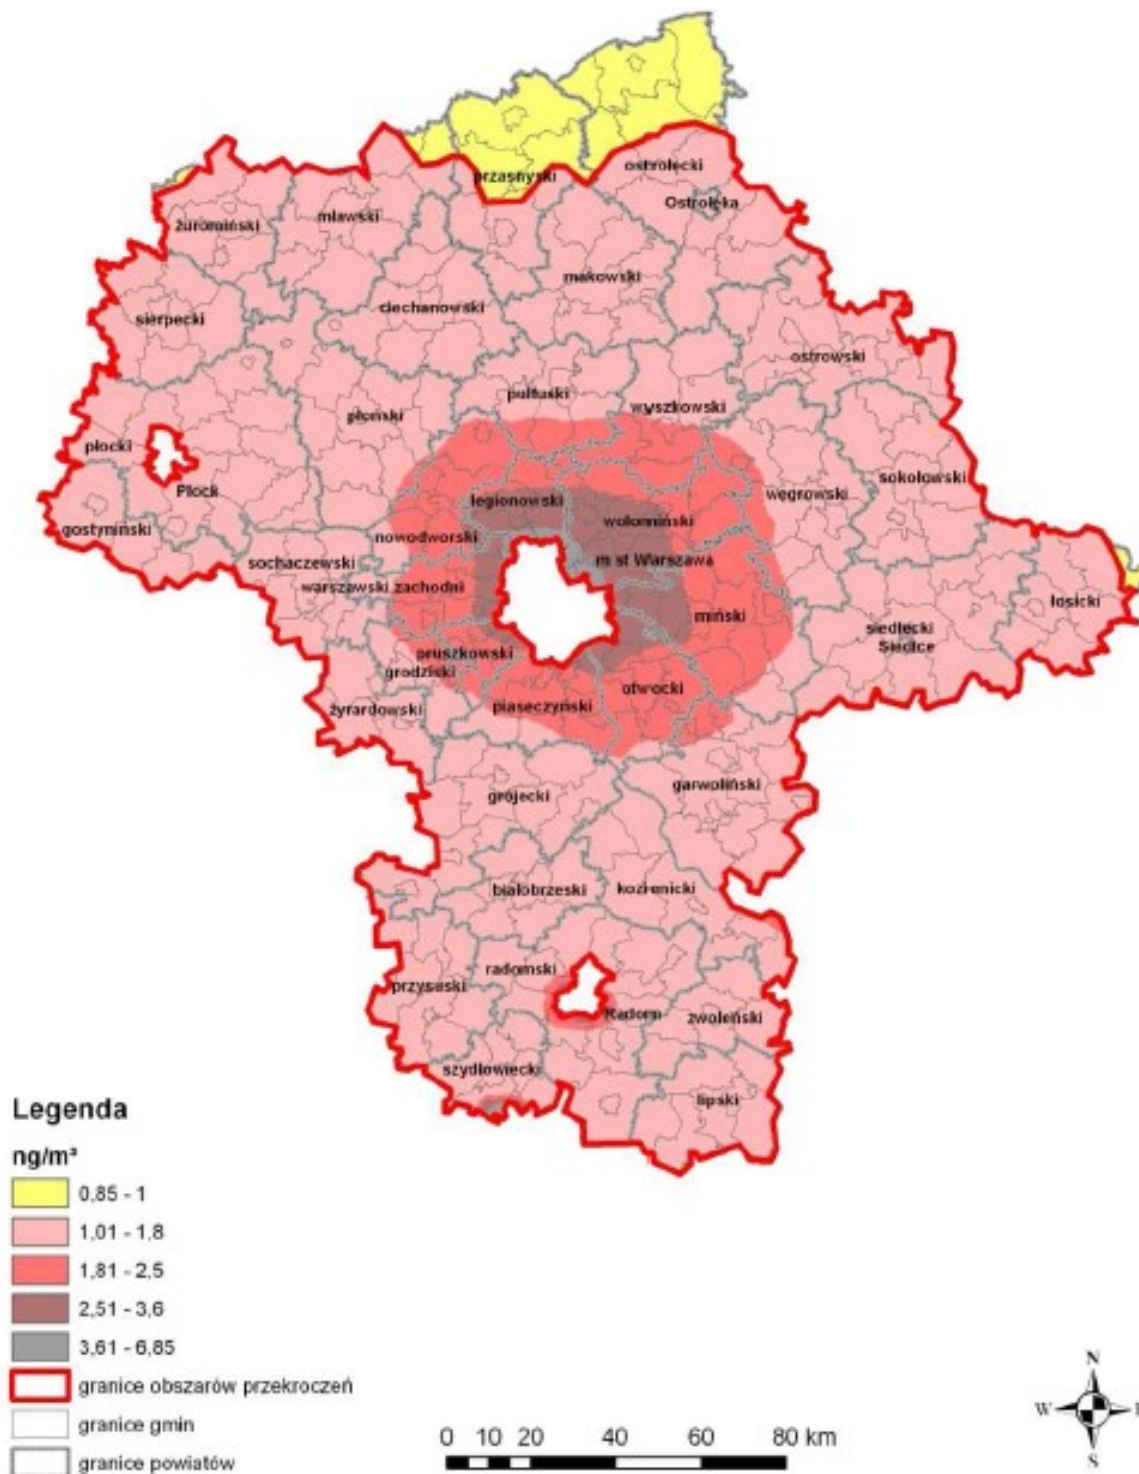 przasnyski
ostrołęcki
Ostrołęka
żuromiński
mławski
makowski
ciechanowski
sierpecki
ostrowski
pułtuski
wyszkowski
płoński
płocki
Płock
sokołowski
węgrowski
legionowski
wołomiński
gostyniński
nowodworski
sochaczewski
m st Warszawa
warszawski zachodni
łosicki
miński
siedlecki
Siedlce
pruszkowski
grodziski
otwocki
żyrardowski
piaseczyński
garwoliński
grójecki
białobrzeski
kozienicki
radomski
przysuski
Radom
zwoleński
szydłowiecki
lipski
Legenda
ng/m³
0,85 - 1
1,01 - 1,8
1,81 - 2,5
2,51 - 3,6
3,61 - 6,85
granice obszarów przekroczeń
granice gmin
granice powiatów
0 10 20 40 60 80 km
N
W
E
S